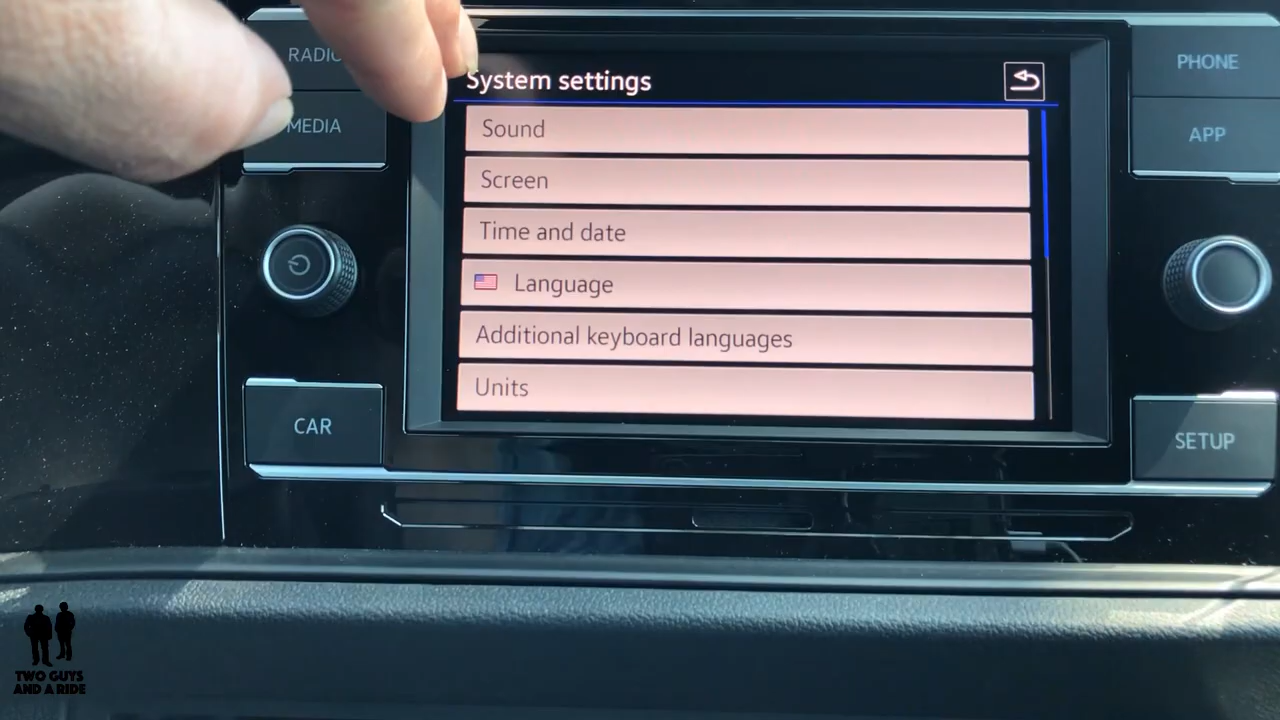 RADIO
MEDIA
System settings
Sound
Screen
Time and date
Language
Additional keyboard languages
Units
PHONE
APP
CAR
SETUP
TWO GUYS
AND A RIDE